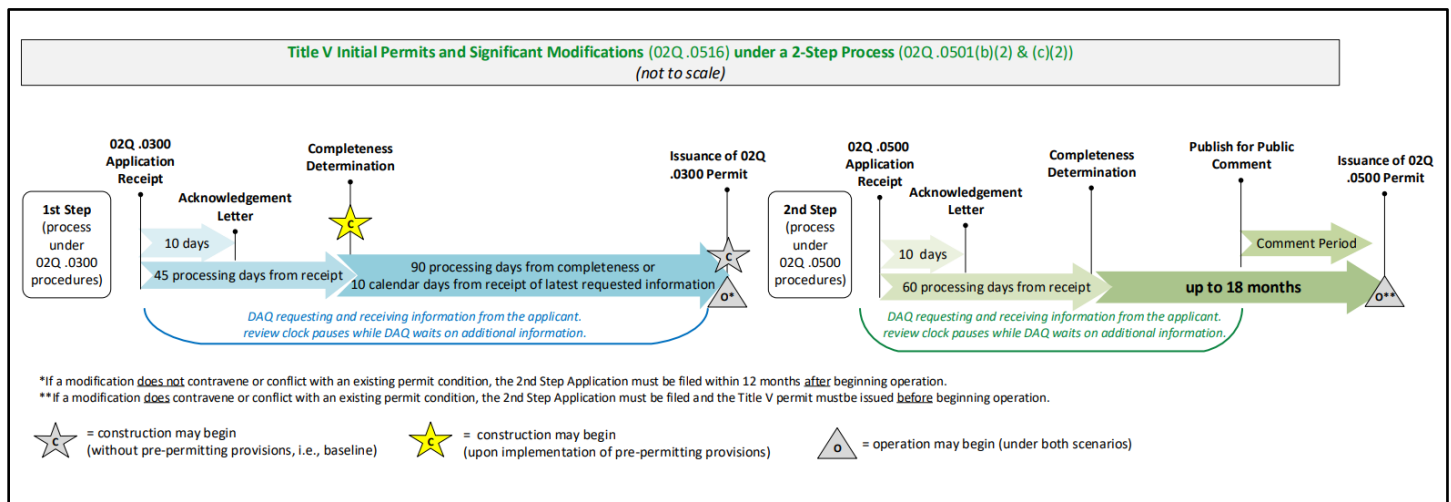 Title V Initial Permits and Significant Modifications (02Q .0516) under a 2-Step Process (02Q .0501(b)(2) & (c)(2))
(not to scale)
1st Step
(process
under
02Q .0300
procedures)
02Q .0300
Application
Receipt
Acknowledgement
Letter
Completeness
Determination
Issuance of 02Q
.0300 Permit
C
10 days
45 processing days from receipt
90 processing days from completeness or
10 calendar days from receipt of latest requested information
C
O*
DAQ requesting and receiving information from the applicant.
review clock pauses while DAQ waits on additional information.
2nd Step
(process
under
02Q .0500
procedures)
02Q .0500
Application
Receipt
Acknowledgement
Letter
Completeness
Determination
Publish for Public
Comment
Issuance of 02Q
.0500 Permit
10 days
60 processing days from receipt
Comment Period
up to 18 months
O**
DAQ requesting and receiving information from the applicant.
review clock pauses while DAQ waits on additional information.
*If a modification does not contravene or conflict with an existing permit condition, the 2nd Step Application must be filed within 12 months after beginning operation.
**If a modification does contravene or conflict with an existing permit condition, the 2nd Step Application must be filed and the Title V permit mustbe issued before beginning operation.
C
= construction may begin
(without pre-permitting provisions, i.e., baseline)
C
= construction may begin
(upon implementation of pre-permitting provisions)
O
= operation may begin (under both scenarios)